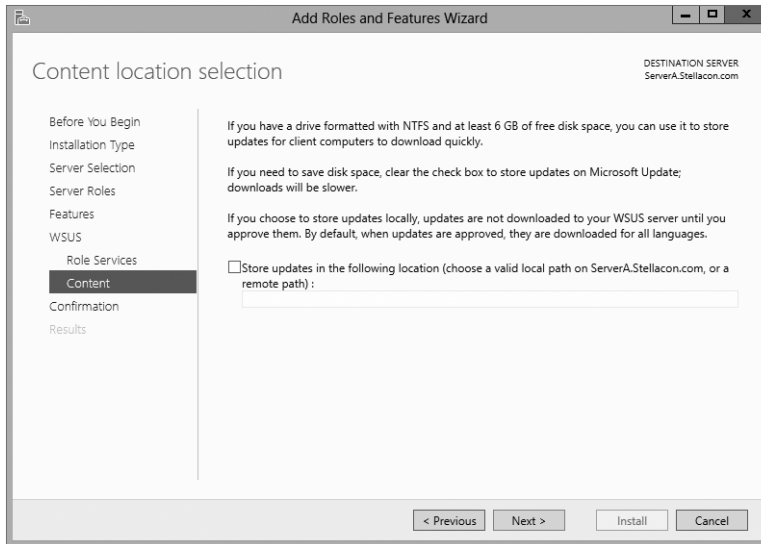 Add Roles and Features Wizard
Content location selection
DESTINATION SERVER
ServerA.Stellacon.com
Before You Begin
Installation Type
Server Selection
Server Roles
Features
WSUS
Role Services
Content
Confirmation
Results
If you have a drive formatted with NTFS and at least 6 GB of free disk space, you can use it to store
updates for client computers to download quickly.
If you need to save disk space, clear the check box to store updates on Microsoft Update;
downloads will be slower.
If you choose to store updates locally, updates are not downloaded to your WSUS server until you
approve them. By default, when updates are approved, they are downloaded for all languages.
Store updates in the following location (choose a valid local path on ServerA.Stellacon.com, or a
remote path) :
< Previous
Next >
Install
Cancel